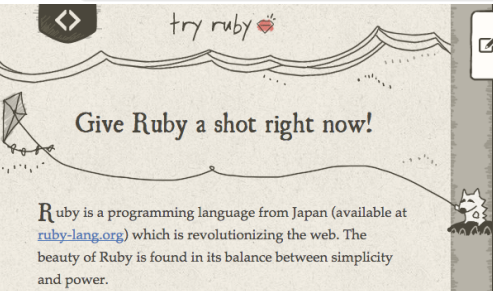 try ruby
Give Ruby a shot right now!
Ruby is a programming language from Japan (available at
ruby-lang.org) which is revolutionizing the web. The
beauty of Ruby is found in its balance between simplicity
and power.